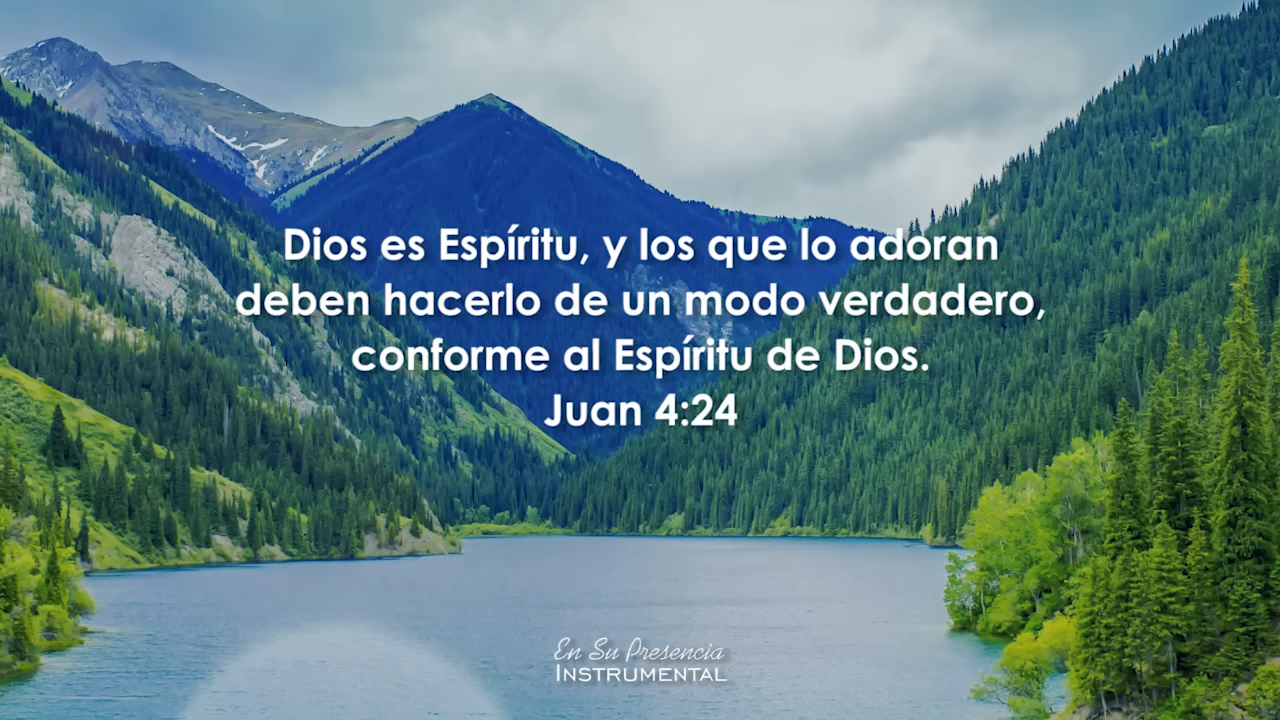 Dios es Espíritu, y los que lo adoran
deben hacerlo de un modo verdadero,
conforme al Espíritu de Dios.
Juan 4:24
En Su Presencia
INSTRUMENTAL